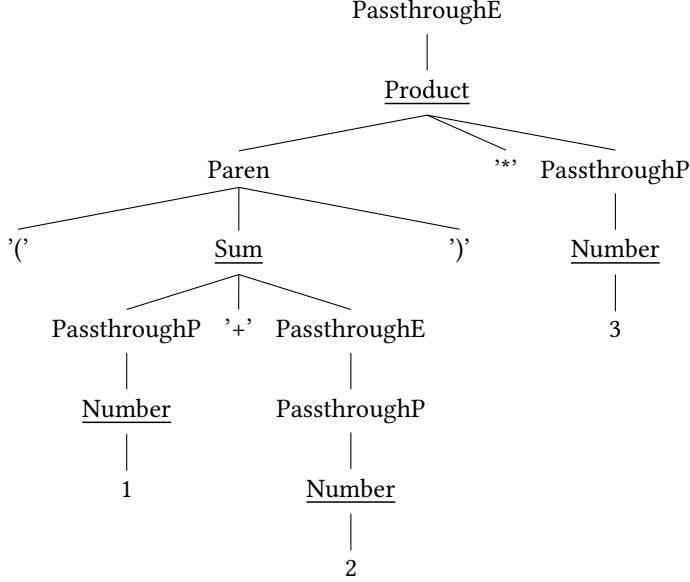 PassthroughE
Product
Paren ’*’ PassthroughP
’(’ Sum ’)’ Number
PassthroughP ’+’ PassthroughE 3
Number PassthroughP
1 Number
2